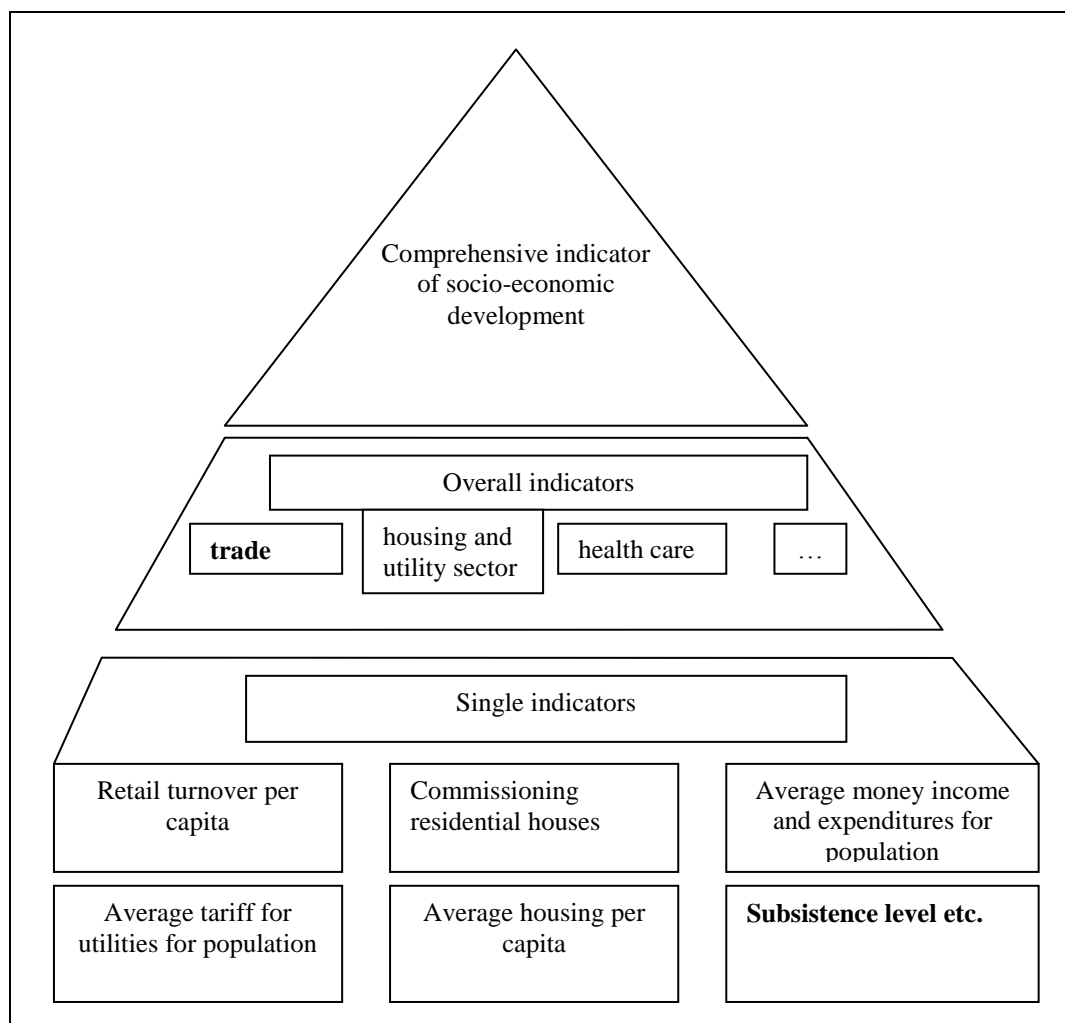 Comprehensive indicator
of socio-economic
development
Overall indicators
trade
housing and
utility sector
health care
…
Single indicators
Retail turnover per
capita
Commissioning
residential houses
Average money income
and expenditures for
population
Average tariff for
utilities for population
Average housing per
capita
Subsistence level etc.